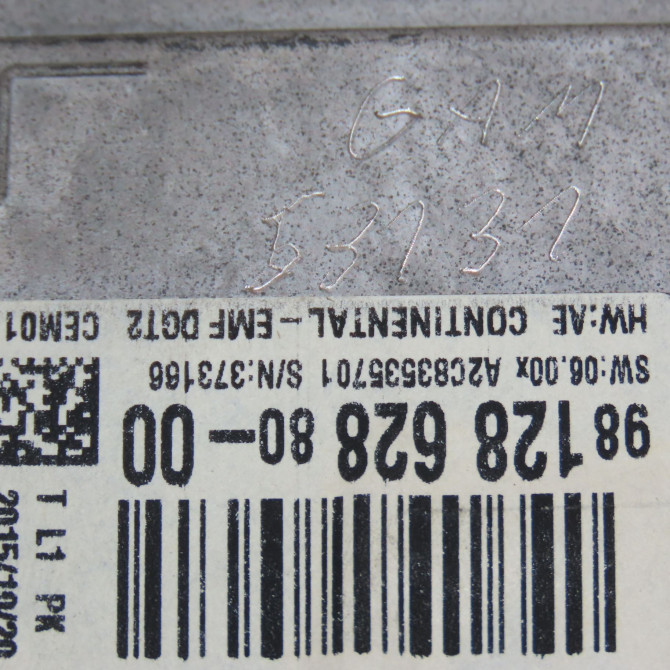 GAM
53131
HW:AE CONTINENTAL-EMF DGT2 CEM01
SW:06.00x A2C83535701 S/N:373166
98 128 628 80-00
T L1 PK
2015/10/20